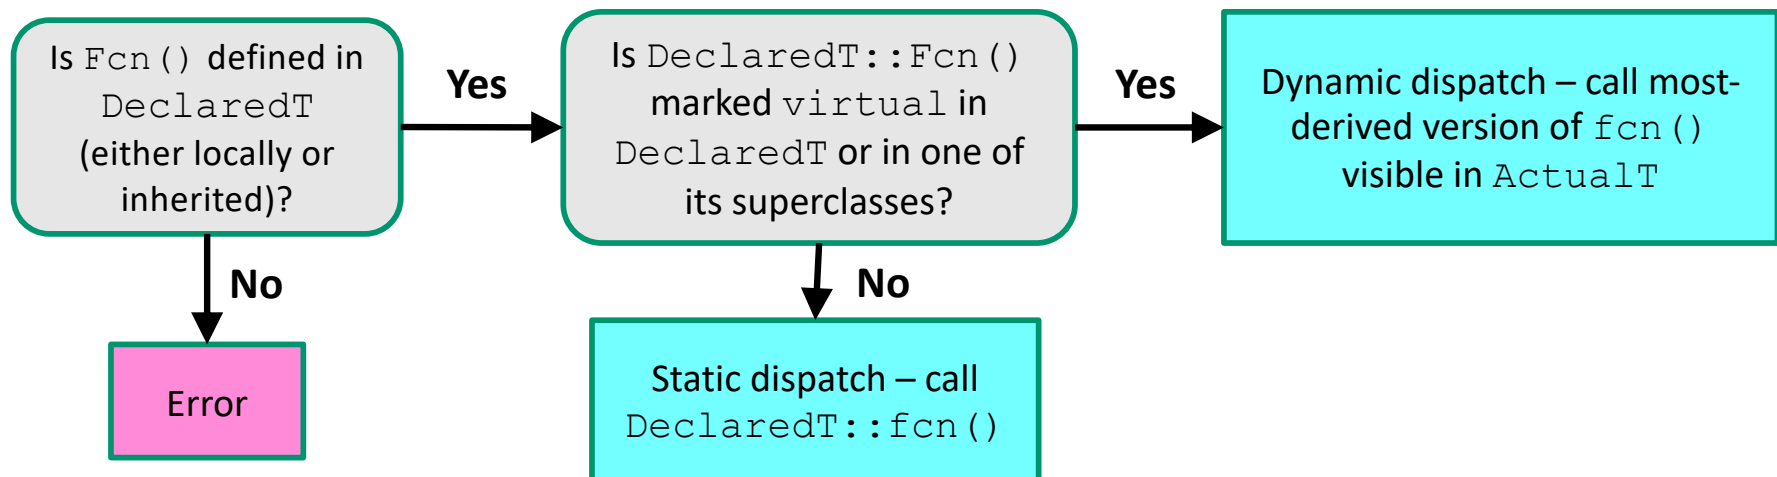 Is Fcn() defined in
DeclaredT
(either locally or
inherited)?
Yes
Is DeclaredT::Fcn()
marked virtual in
DeclaredT or in one of
its superclasses?
Yes
Dynamic dispatch – call most-
derived version of fcn()
visible in ActualT
No
No
Error
Static dispatch – call
DeclaredT::fcn()